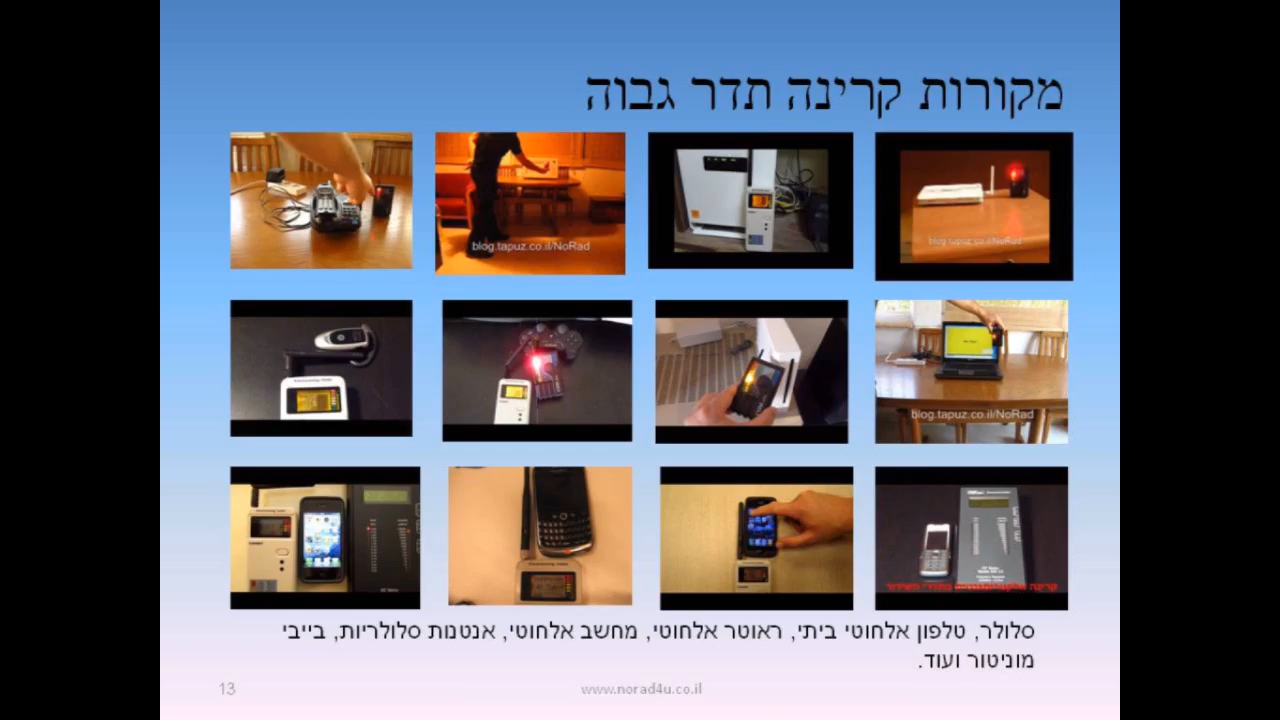 מקורות קרינה תדר גבוה
blog.tapuz.co.il/NoRad
blog.tapuz.co.il/NoRad
blog.tapuz.co.il/NoRad
סלולר, טלפון אלחוטי ביתי, ראוטר אלחוטי, מחשב אלחוטי, אנטנות סלולריות, בייבי
מוניטור ועוד.
13
www.norad4u.co.il